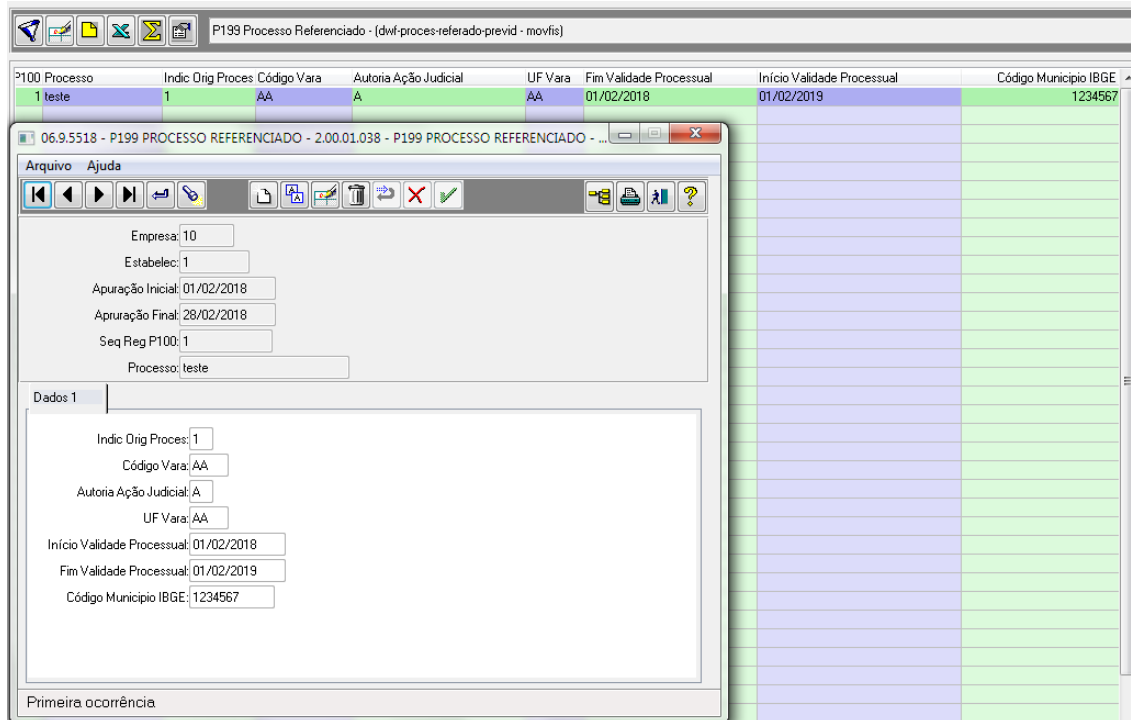 P199 Processo Referenciado - (dwf-proces-referado-previd - movfis)
P100 Processo Indic Orig Proces Código Vara Autoria Ação Judicial UF Vara Fim Validade Processual Início Validade Processual Código Municipio IBGE
1 teste 1 AA A AA 01/02/2018 01/02/2019 1234567
06.9.5518 - P199 PROCESSO REFERENCIADO - 2.00.01.038 - P199 PROCESSO REFERENCIADO - ...
Arquivo Ajuda
Empresa: 10
Estabelec: 1
Apuração Inicial: 01/02/2018
Apruração Final: 28/02/2018
Seq Reg P100: 1
Processo: teste
Dados 1
Indic Orig Proces: 1
Código Vara: AA
Autoria Ação Judicial: A
UF Vara: AA
Início Validade Processual: 01/02/2018
Fim Validade Processual: 01/02/2019
Código Municipio IBGE: 1234567
Primeira ocorrência